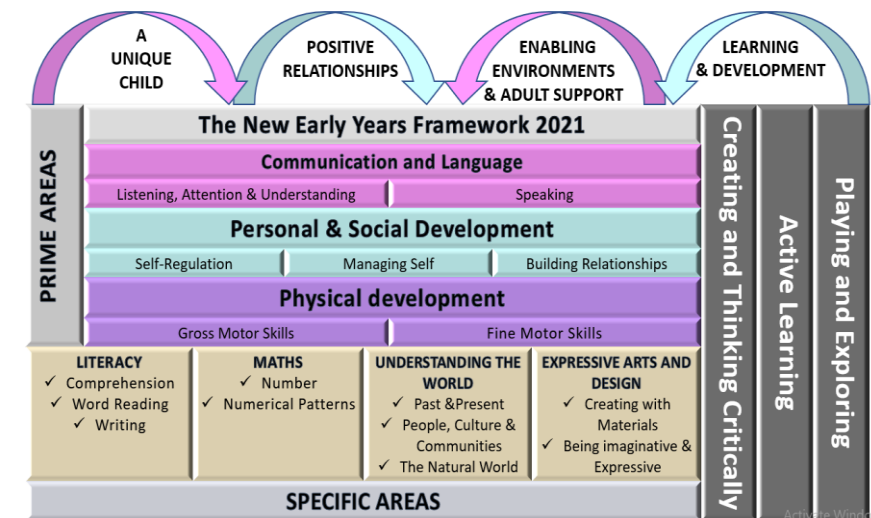 A
UNIQUE
CHILD
POSITIVE
RELATIONSHIPS
ENABLING
ENVIRONMENTS
& ADULT SUPPORT
LEARNING
& DEVELOPMENT
PRIME AREAS
The New Early Years Framework 2021
Communication and Language
Listening, Attention & Understanding
Speaking
Personal & Social Development
Self-Regulation
Managing Self
Building Relationships
Physical development
Gross Motor Skills
Fine Motor Skills
LITERACY
✓ Comprehension
✓ Word Reading
✓ Writing
MATHS
✓ Number
✓ Numerical Patterns
UNDERSTANDING THE
WORLD
✓ Past &Present
✓ People, Culture &
Communities
✓ The Natural World
EXPRESSIVE ARTS AND
DESIGN
✓ Creating with
Materials
✓ Being imaginative &
Expressive
SPECIFIC AREAS
Creating and Thinking Critically
Active Learning
Playing and Exploring
Activate